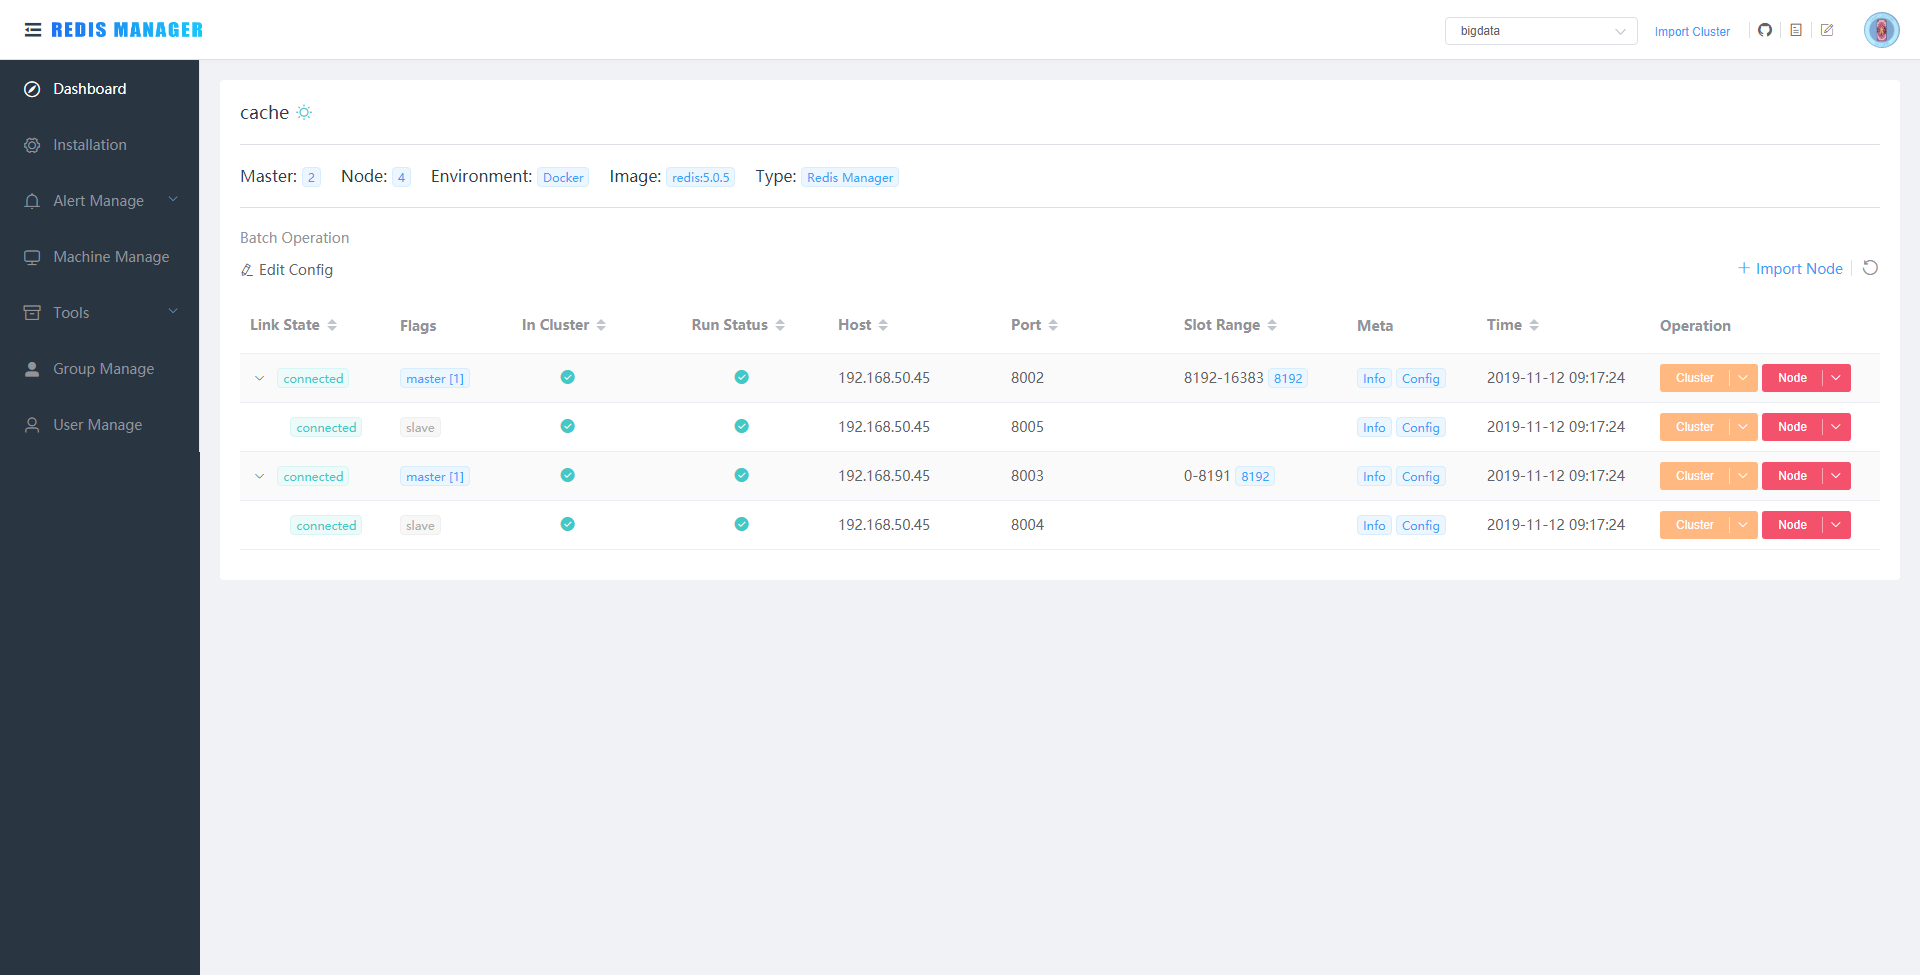 REDIS MANAGER
bigdata
Import Cluster
Dashboard
Installation
Alert Manage
Machine Manage
Tools
Group Manage
User Manage
cache
Master: 2 Node: 4 Environment: Docker Image: redis:5.0.5 Type: Redis Manager
Batch Operation
Edit Config
Import Node
Link State Flags In Cluster Run Status Host Port Slot Range Meta Time Operation
connected master [1] 192.168.50.45 8002 8192-16383 8192 Info Config 2019-11-12 09:17:24 Cluster Node
connected slave 192.168.50.45 8005 Info Config 2019-11-12 09:17:24 Cluster Node
connected master [1] 192.168.50.45 8003 0-8191 8192 Info Config 2019-11-12 09:17:24 Cluster Node
connected slave 192.168.50.45 8004 Info Config 2019-11-12 09:17:24 Cluster Node